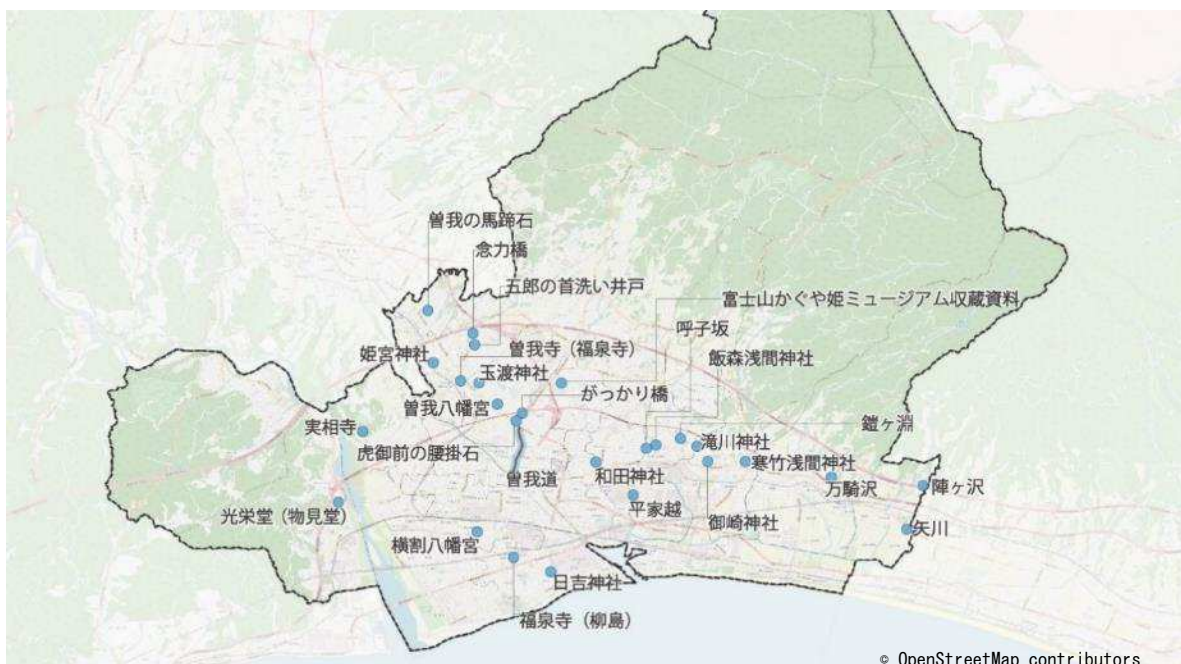 曽我の馬蹄石
念力橋
五郎の首洗い井戸
富士山かぐや姫ミュージアム収蔵資料
呼子坂
姫宮神社
曽我寺（福泉寺）
飯森浅間神社
玉渡神社
がっかり橋
曽我八幡宮
鎧ヶ淵
実相寺
虎御前の腰掛石
滝川神社
曽我道
和田神社
寒竹浅間神社
万騎沢
陣ヶ沢
平家越
光栄堂（物見堂）
御崎神社
矢川
横割八幡宮
日吉神社
福泉寺（柳島）
© OpenStreetMap contributors